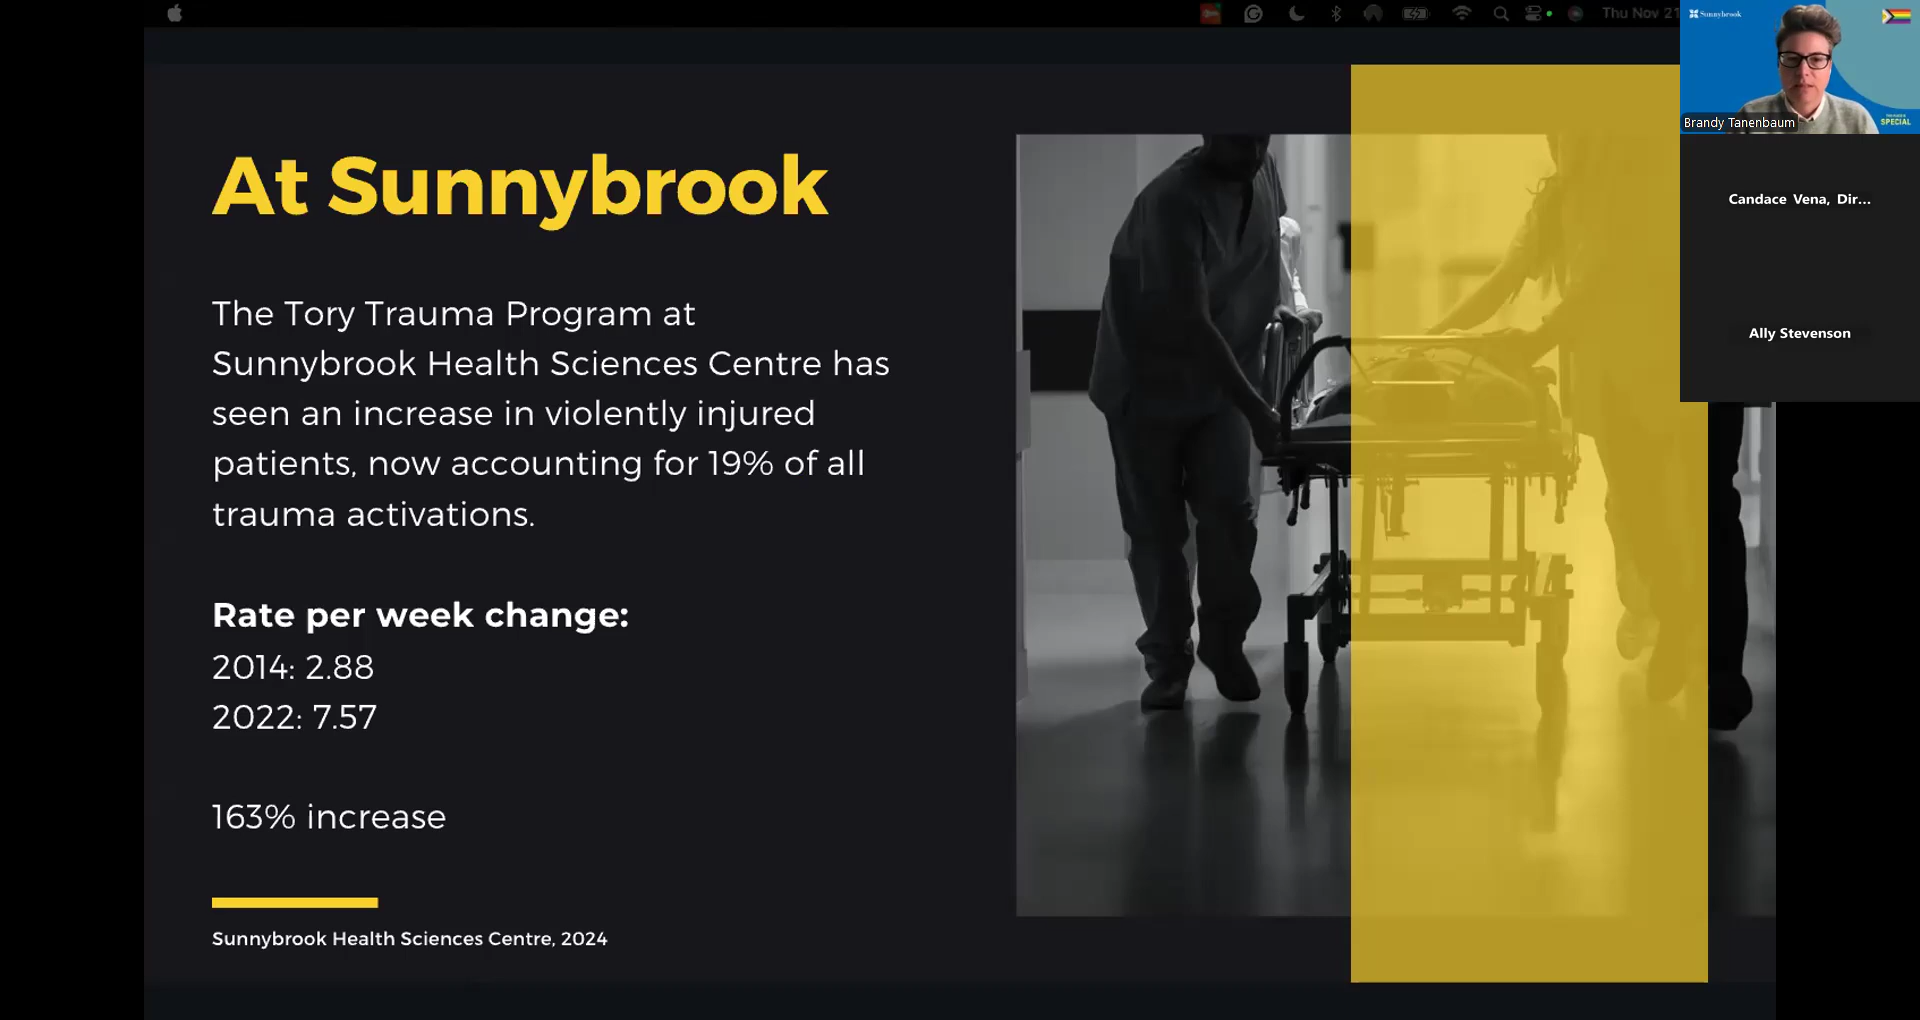 Thu Nov 21
Sunnybrook
Brandy Tanenbaum
SPECIAL
Candace Vena, Dir...
Ally Stevenson
At Sunnybrook
The Tory Trauma Program at
Sunnybrook Health Sciences Centre has
seen an increase in violently injured
patients, now accounting for 19% of all
trauma activations.
Rate per week change:
2014: 2.88
2022: 7.57
163% increase
Sunnybrook Health Sciences Centre, 2024